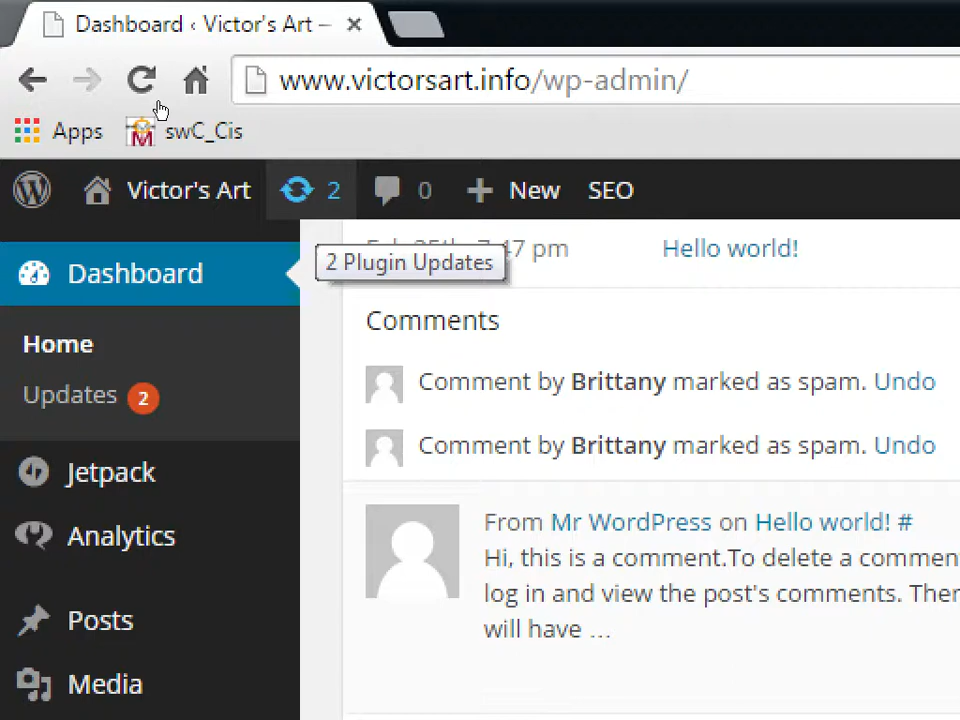 Dashboard ‹ Victor's Art –
www.victorsart.info/wp-admin/
Apps swC_Cis
Victor's Art 2 0 New SEO
7:47 pm Hello world!
2 Plugin Updates
Dashboard
Home
Updates 2
Jetpack
Analytics
Posts
Media
Comments
Comment by Brittany marked as spam. Undo
Comment by Brittany marked as spam. Undo
From Mr WordPress on Hello world! #
Hi, this is a comment.To delete a commen
log in and view the post's comments. Ther
will have …